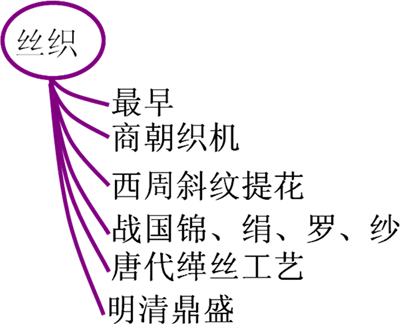 丝织
最早
商朝织机
西周斜纹提花
战国锦、绢、罗、纱
唐代缂丝工艺
明清鼎盛